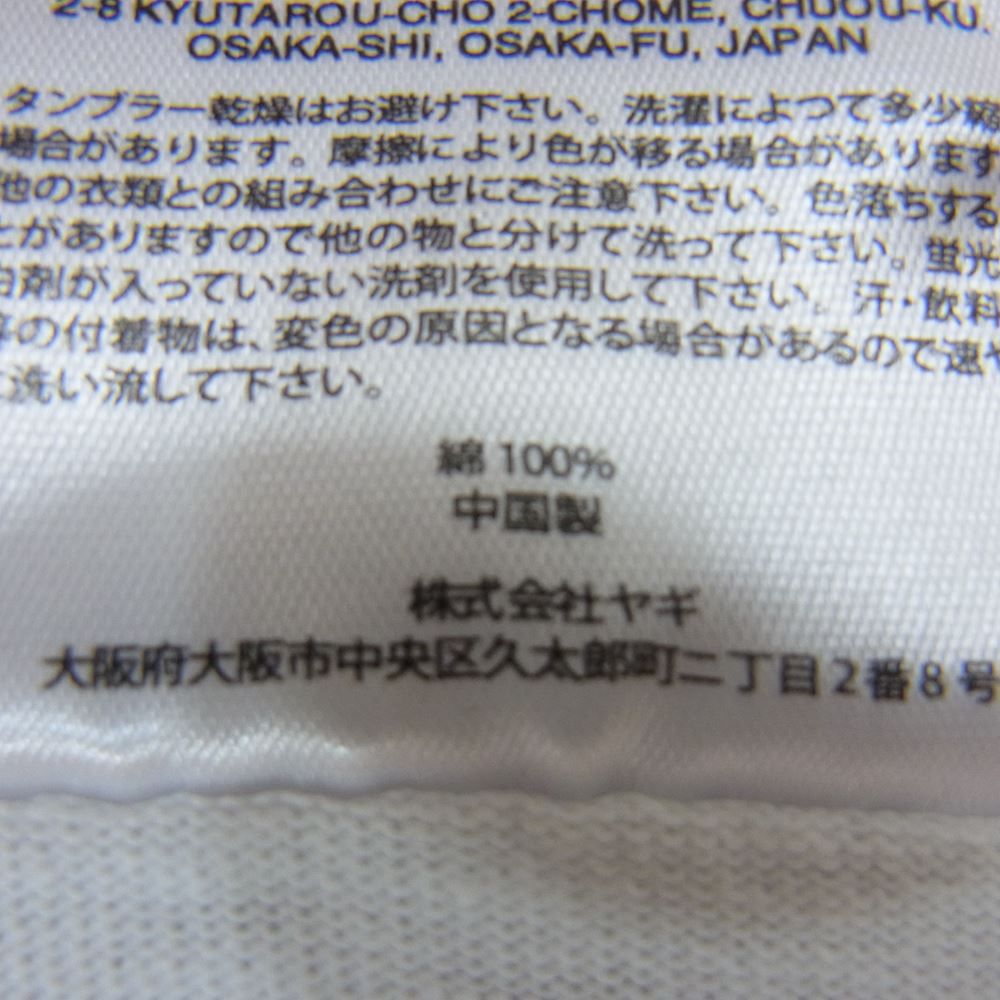 2-8 KYUTAROU-CHO 2-CHOME, CHUOU-KU,
OSAKA-SHI, OSAKA-FU, JAPAN
タンブラー乾燥はお避け下さい。洗濯によつて多少縮
場合があります。摩擦により色が移る場合があります
他の衣類との組み合わせにご注意下さい。色落ちする
とがありますので他の物と分けて洗って下さい。蛍光
白剤が入っていない洗剤を使用して下さい。汗・飲料
等の付着物は、変色の原因となる場合があるので速や
に洗い流して下さい。
綿 100%
中国製
株式会社ヤギ
大阪府大阪市中央区久太郎町二丁目2番8号